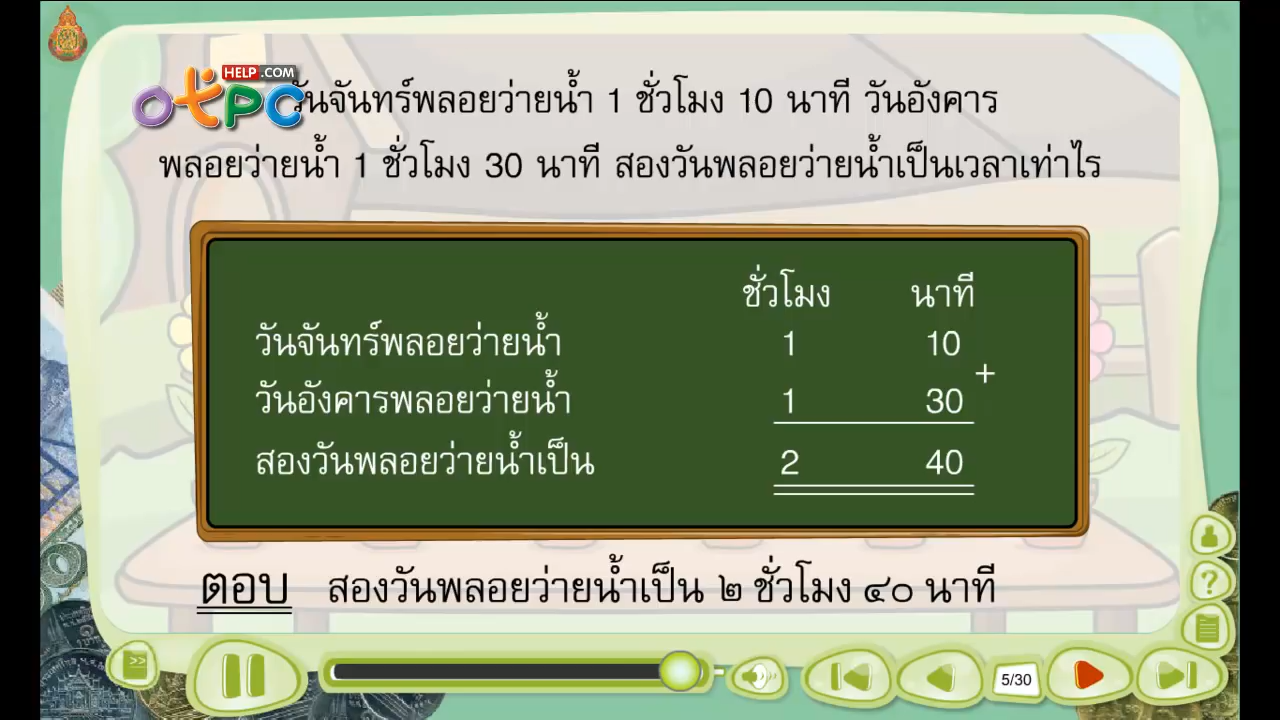 HELP.COM
OTPC
วันจันทร์พลอยว่ายน้ำ 1 ชั่วโมง 10 นาที วันอังคาร
พลอยว่ายน้ำ 1 ชั่วโมง 30 นาที สองวันพลอยว่ายน้ำเป็นเวลาเท่าไร
ชั่วโมง นาที
วันจันทร์พลอยว่ายน้ำ 1 10
+
วันอังคารพลอยว่ายน้ำ 1 30
สองวันพลอยว่ายน้ำเป็น 2 40
ตอบ สองวันพลอยว่ายน้ำเป็น ๒ ชั่วโมง ๔๐ นาที
>>
?
5/30